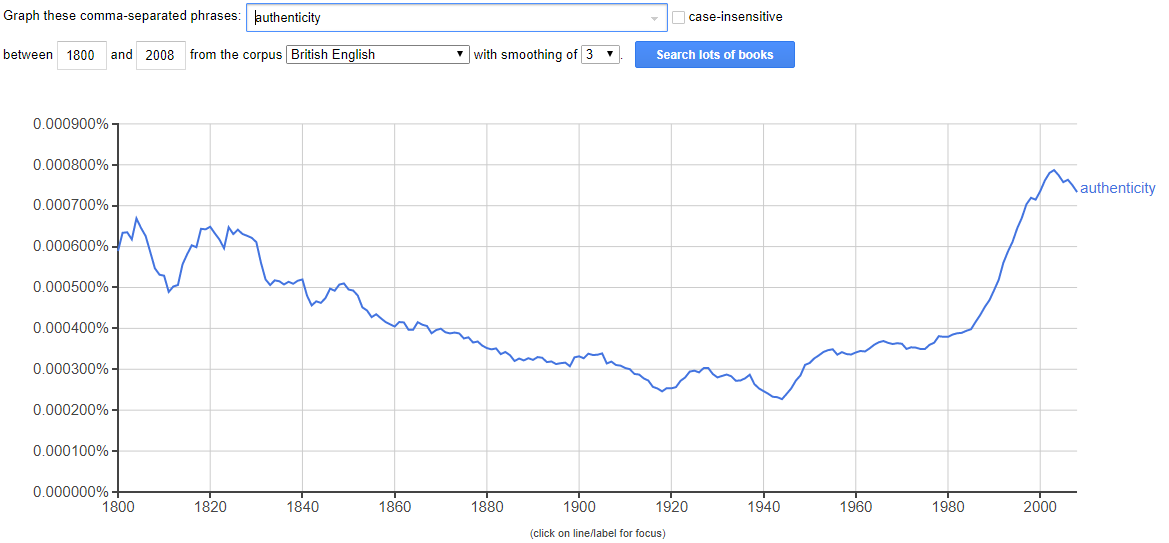 Graph these comma-separated phrases: authenticity case-insensitive
between 1800 and 2008 from the corpus British English with smoothing of 3 . Search lots of books
0.000900%
0.000800%
0.000700%
0.000600%
0.000500%
0.000400%
0.000300%
0.000200%
0.000100%
0.000000%
authenticity
1800 1820 1840 1860 1880 1900 1920 1940 1960 1980 2000
(click on line/label for focus)